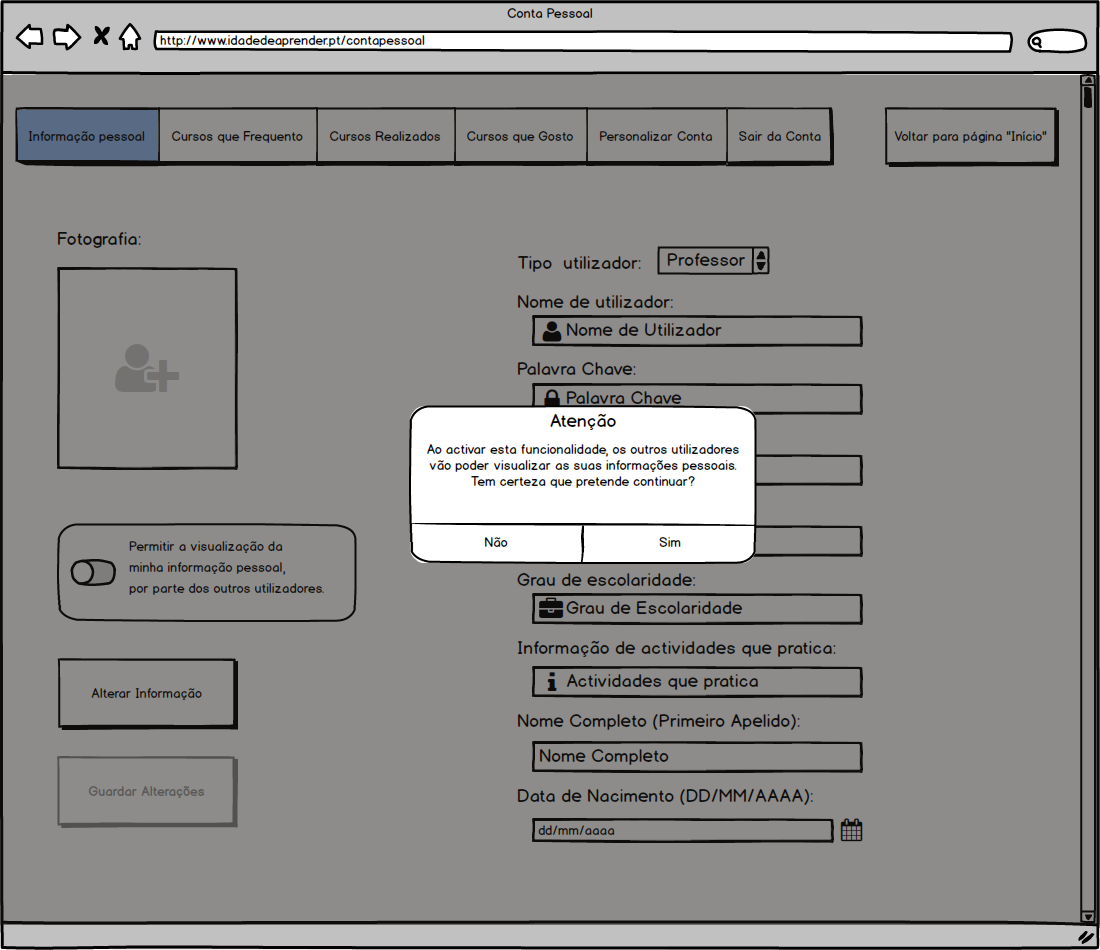 Conta Pessoal
http://www.idadedeaprender.pt/contapessoal
Informação pessoal
Cursos que Frequento
Cursos Realizados
Cursos que Gosto
Personalizar Conta
Sair da Conta
Voltar para página "Início"
Fotografia:
Tipo utilizador:
Professor
Nome de utilizador:
Nome de Utilizador
Palavra Chave:
Palavra Chave
Atenção
Ao activar esta funcionalidade, os outros utilizadores
vão poder visualizar as suas informações pessoais.
Tem certeza que pretende continuar?
Não
Sim
Permitir a visualização da
minha informação pessoal,
por parte dos outros utilizadores.
Grau de escolaridade:
Grau de Escolaridade
Informação de actividades que pratica:
Actividades que pratica
Alterar Informação
Nome Completo (Primeiro Apelido):
Nome Completo
Guardar Alterações
Data de Nacimento (DD/MM/AAAA):
dd/mm/aaaa